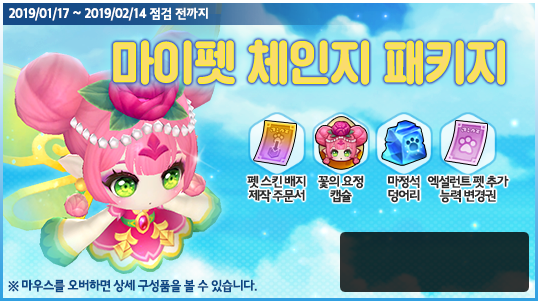 2019/01/17 ~ 2019/02/14 점검 전까지
마이펫 체인지 패키지
펫 스킨 배지
제작 주문서
꽃의 요정
캡슐
마정석
덩어리
엑설런트 펫 추가
능력 변경권
※ 마우스를 오버하면 상세 구성품을 볼 수 있습니다.